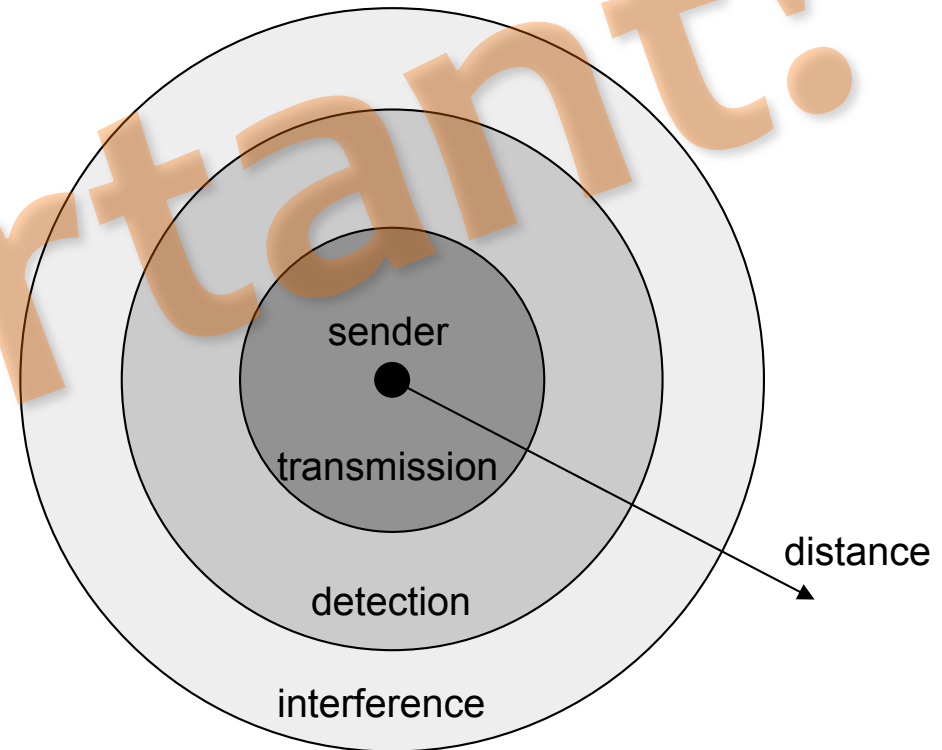 rtant!
sender
transmission
distance
detection
interference